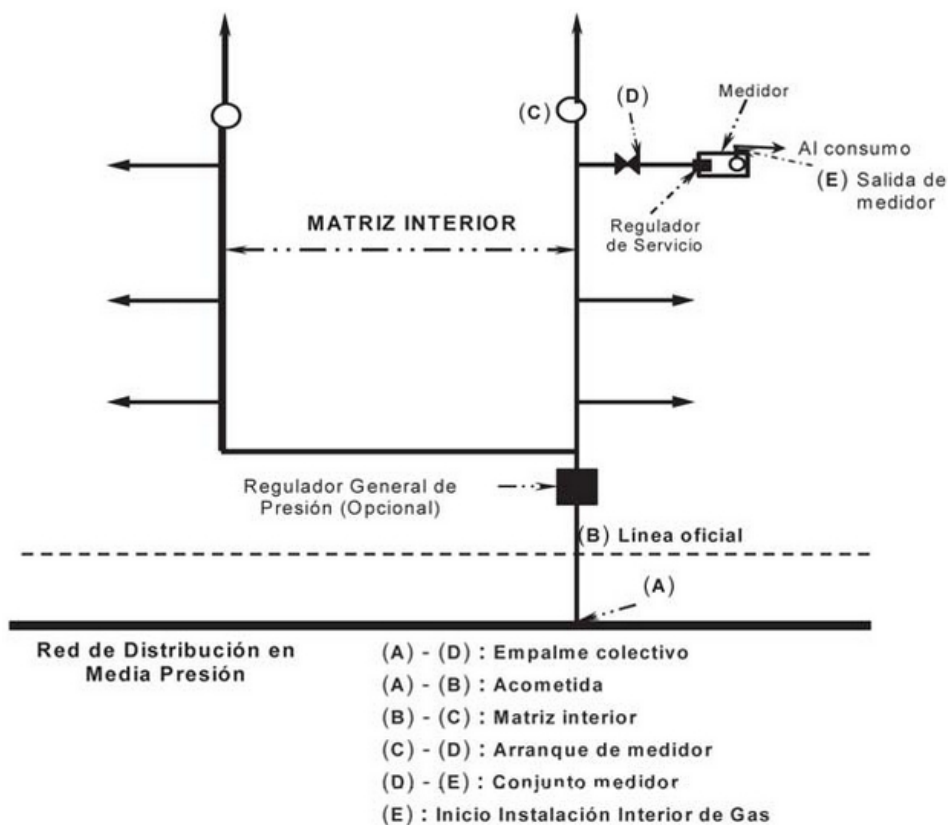 (D)
Medidor
(C)
Al consumo
(E) Salida de
medidor
MATRIZ INTERIOR
Regulador
de Servicio
Regulador General de
Presión (Opcional)
(B) Línea oficial
(A)
Red de Distribución en
Media Presión
(A) - (D) : Empalme colectivo
(A) - (B) : Acometida
(B) - (C) : Matriz interior
(C) - (D) : Arranque de medidor
(D) - (E) : Conjunto medidor
(E) : Inicio Instalación Interior de Gas